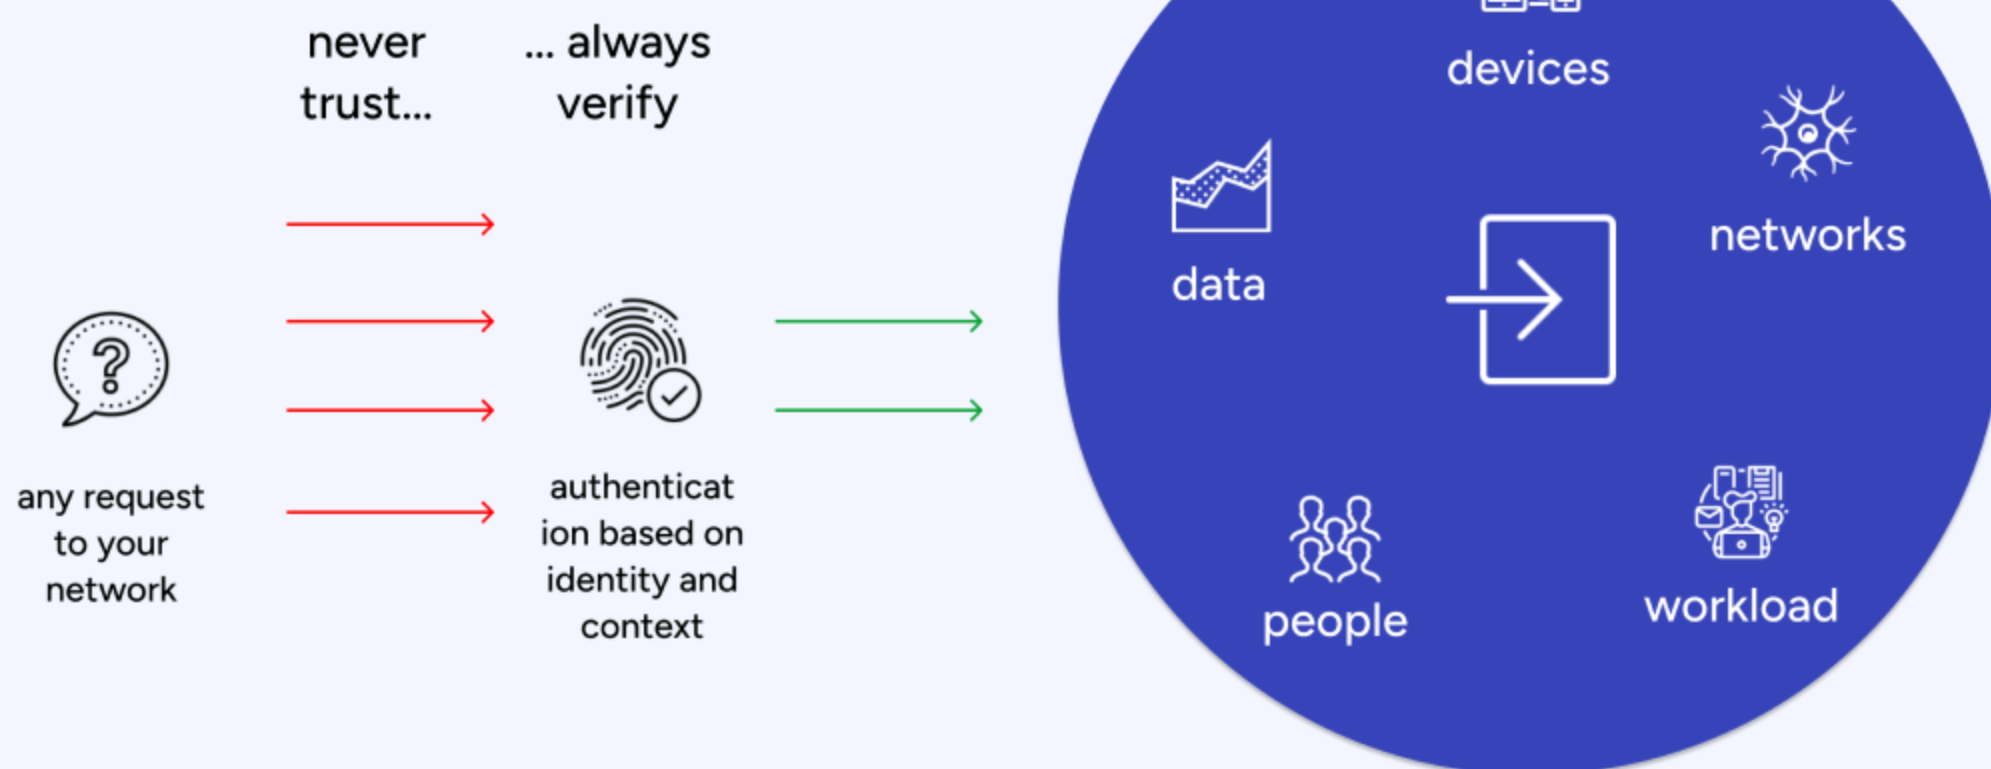 never
trust...
... always
verify
any request
to your
network
authenticat
ion based on
identity and
context
devices
networks
data
people
workload